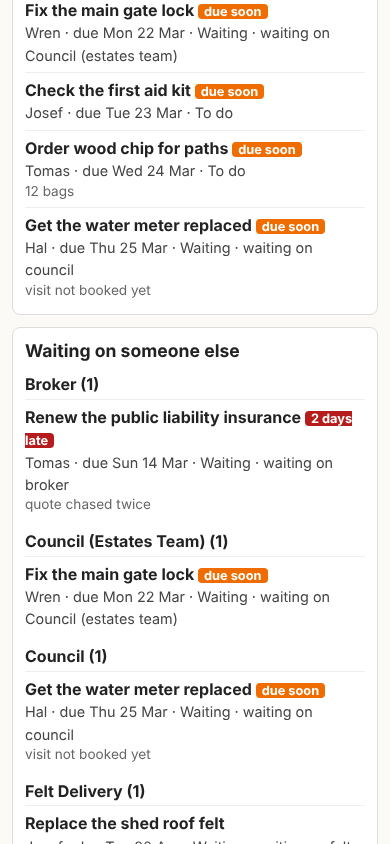 Fix the main gate lock due soon
Wren · due Mon 22 Mar · Waiting · waiting on
Council (estates team)
Check the first aid kit due soon
Josef · due Tue 23 Mar · To do
Order wood chip for paths due soon
Tomas · due Wed 24 Mar · To do
12 bags
Get the water meter replaced due soon
Hal · due Thu 25 Mar · Waiting · waiting on
council
visit not booked yet
Waiting on someone else
Broker (1)
Renew the public liability insurance 2 days
late
Tomas · due Sun 14 Mar · Waiting · waiting on
broker
quote chased twice
Council (Estates Team) (1)
Fix the main gate lock due soon
Wren · due Mon 22 Mar · Waiting · waiting on
Council (estates team)
Council (1)
Get the water meter replaced due soon
Hal · due Thu 25 Mar · Waiting · waiting on
council
visit not booked yet
Felt Delivery (1)
Replace the shed roof felt